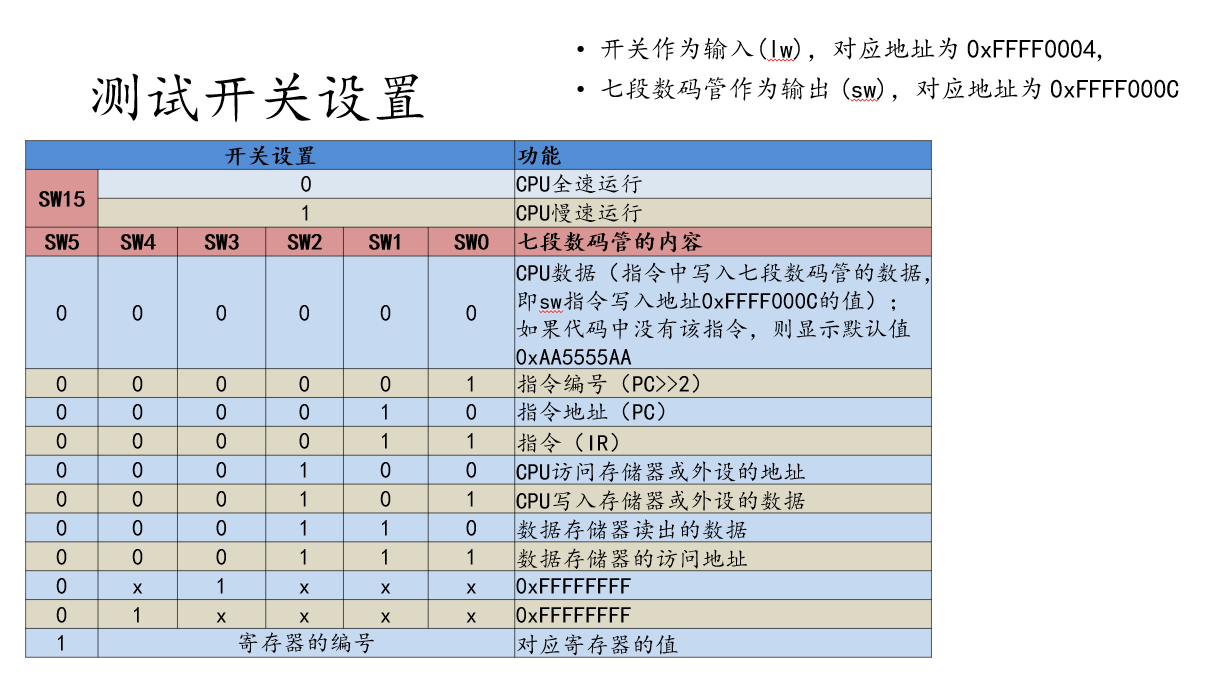 • 开关作为输入(lw)，对应地址为 0xFFFF0004,
• 七段数码管作为输出 (sw)，对应地址为 0xFFFF000C
测试开关设置
开关设置 功能
SW15 0 CPU全速运行
1 CPU慢速运行
SW5 SW4 SW3 SW2 SW1 SW0 七段数码管的内容
0 0 0 0 0 0 CPU数据（指令中写入七段数码管的数据，
即sw指令写入地址0xFFFF000C的值）；
如果代码中没有该指令，则显示默认值
0xAA5555AA
0 0 0 0 0 1 指令编号（PC>>2）
0 0 0 0 1 0 指令地址（PC）
0 0 0 0 1 1 指令（IR）
0 0 0 1 0 0 CPU访问存储器或外设的地址
0 0 0 1 0 1 CPU写入存储器或外设的数据
0 0 0 1 1 0 数据存储器读出的数据
0 0 0 1 1 1 数据存储器的访问地址
0 x 1 x x x 0xFFFFFFFF
0 1 x x x x 0xFFFFFFFF
1 寄存器的编号 对应寄存器的值